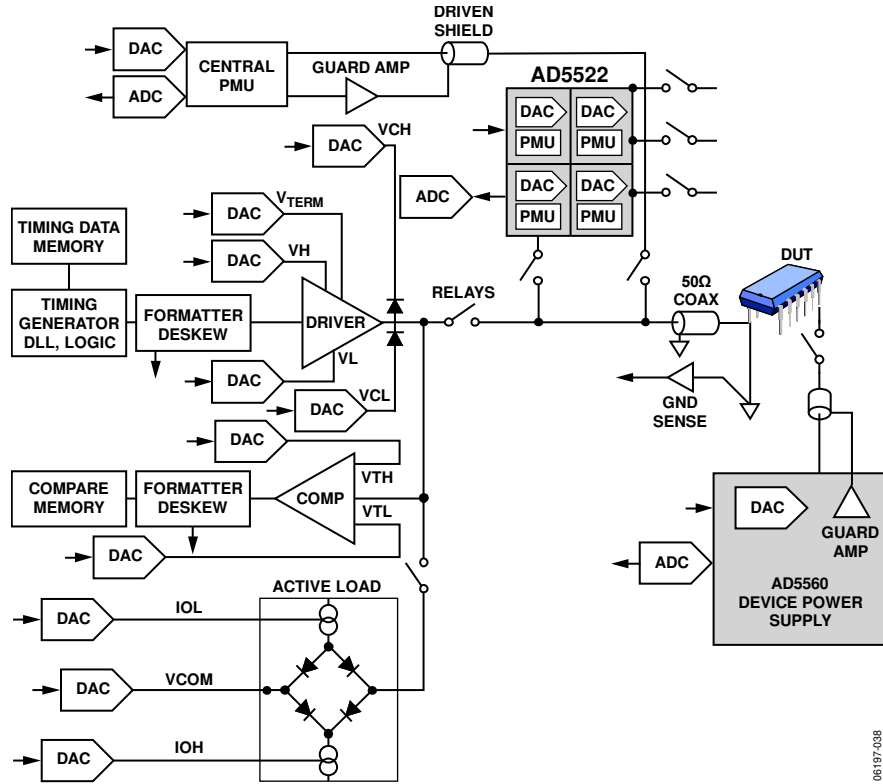 DRIVEN
SHIELD
DAC
ADC
CENTRAL
PMU
GUARD AMP
AD5522
DAC
DAC
PMU
PMU
DAC
DAC
PMU
PMU
ADC
DAC
VCH
DAC
VTERM
DAC
VH
TIMING DATA
MEMORY
TIMING
GENERATOR
DLL, LOGIC
FORMATTER
DESKEW
DRIVER
RELAYS
50Ω
COAX
DUT
VL
DAC
VCL
DAC
GND
SENSE
DAC
VTH
COMPARE
MEMORY
FORMATTER
DESKEW
COMP
VTL
DAC
DAC
GUARD
AMP
ADC
AD5560
DEVICE POWER
SUPPLY
ACTIVE LOAD
DAC
IOL
DAC
VCOM
DAC
IOH
06197-038